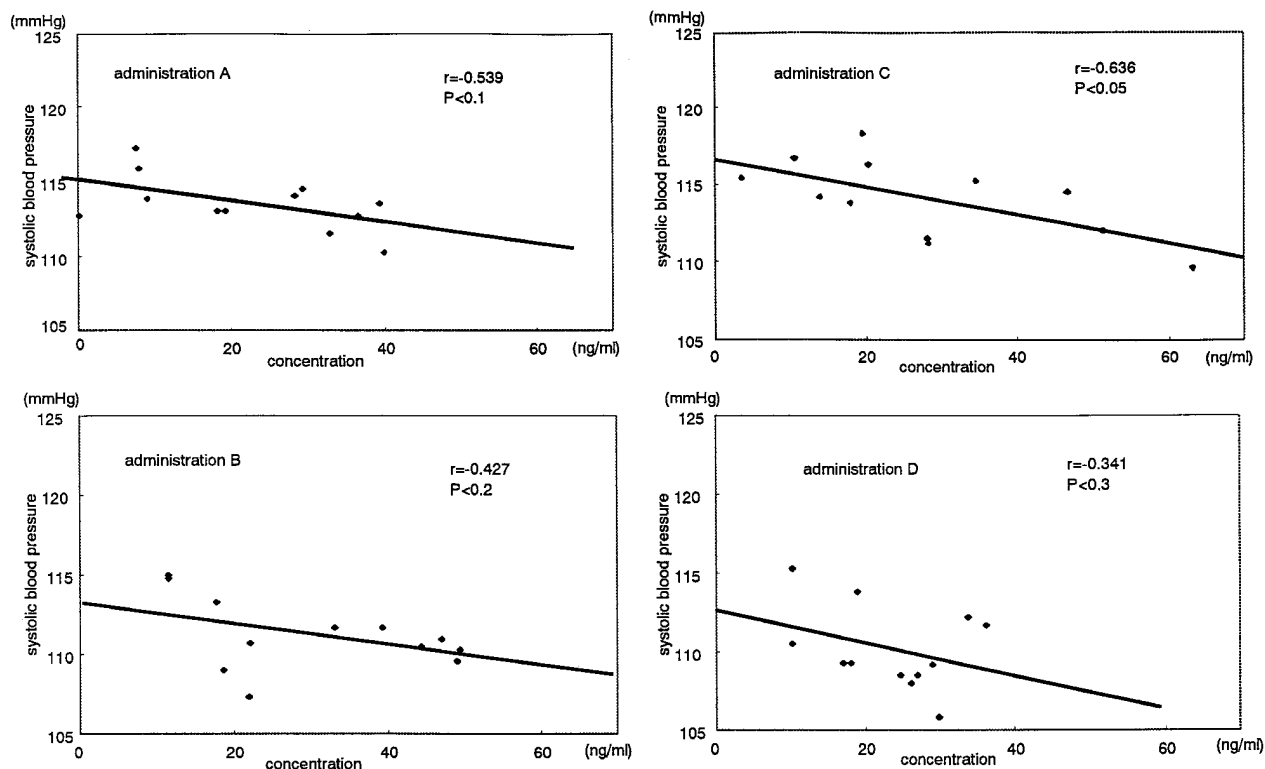 (mmHg)
125
120
115
110
105
systolic blood pressure
administration A
r=-0.539
P<0.1
0
20
60
(ng/ml)
concentration
(mmHg)
125
120
115
110
105
systolic blood pressure
administration C
r=-0.636
P<0.05
0
20
40
60
(ng/ml)
concentration
(mmHg)
125
120
115
110
105
systolic blood pressure
administration B
r=-0.427
P<0.2
0
20
40
60
(ng/ml)
concentration
(mmHg)
125
120
115
110
105
systolic blood pressure
administration D
r=-0.341
P<0.3
0
20
40
60
(ng/ml)
concentration